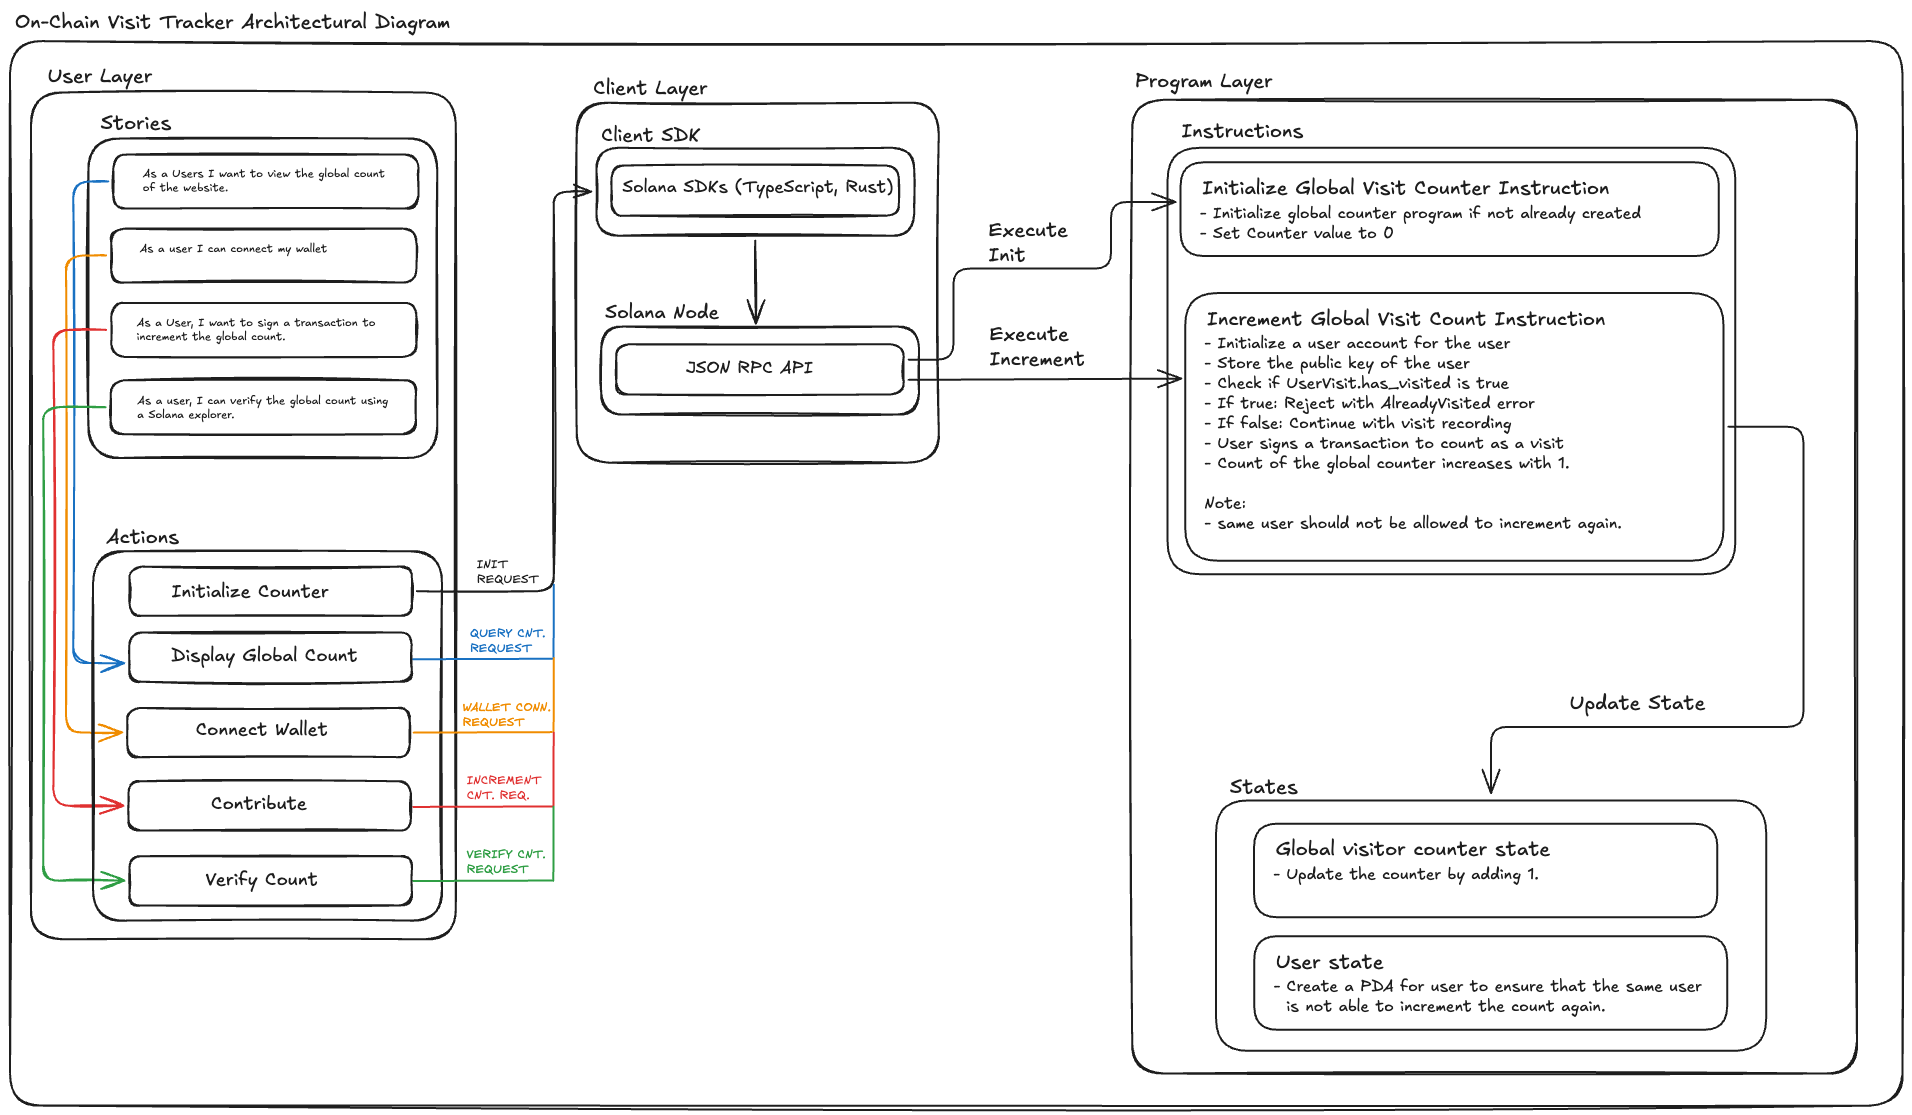 On-Chain Visit Tracker Architectural Diagram
User Layer
Stories
As a Users I want to view the global count
of the website.
As a user I can connect my wallet
As a User, I want to sign a transaction to
increment the global count.
As a user, I can verify the global count using
a Solana explorer.
Actions
Initialize Counter
Display Global Count
Connect Wallet
Contribute
Verify Count
INIT
REQUEST
QUERY CNT.
REQUEST
WALLET CONN.
REQUEST
INCREMENT
CNT. REQ.
VERIFY CNT.
REQUEST
Client Layer
Client SDK
Solana SDKs (TypeScript, Rust)
Solana Node
JSON RPC API
Execute
Init
Execute
Increment
Program Layer
Instructions
Initialize Global Visit Counter Instruction
- Initialize global counter program if not already created
- Set Counter value to 0
Increment Global Visit Count Instruction
- Initialize a user account for the user
- Store the public key of the user
- Check if UserVisit.has_visited is true
- If true: Reject with AlreadyVisited error
- If false: Continue with visit recording
- User signs a transaction to count as a visit
- Count of the global counter increases with 1.
Note:
- same user should not be allowed to increment again.
Update State
States
Global visitor counter state
- Update the counter by adding 1.
User state
- Create a PDA for user to ensure that the same user
is not able to increment the count again.